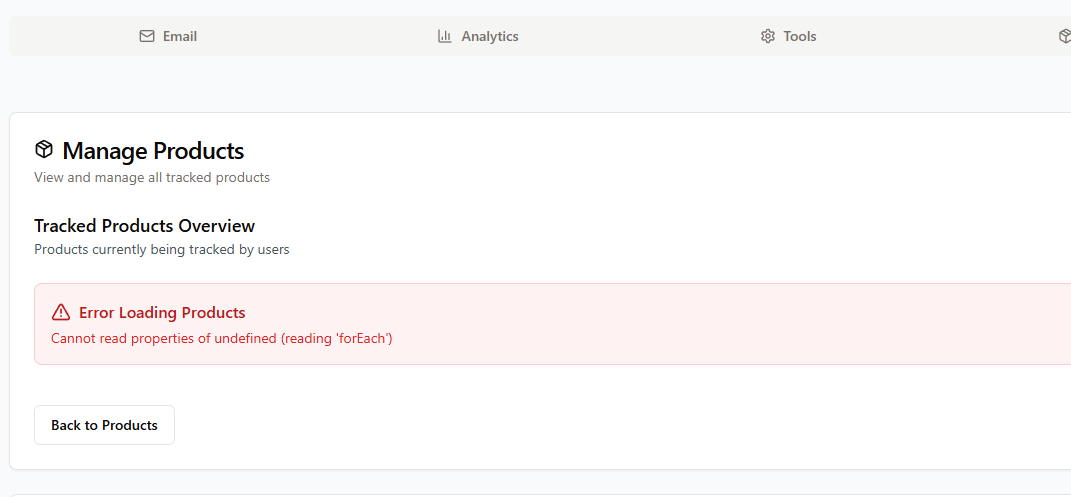 Email
Analytics
Tools
Manage Products
View and manage all tracked products
Tracked Products Overview
Products currently being tracked by users
Error Loading Products
Cannot read properties of undefined (reading 'forEach')
Back to Products